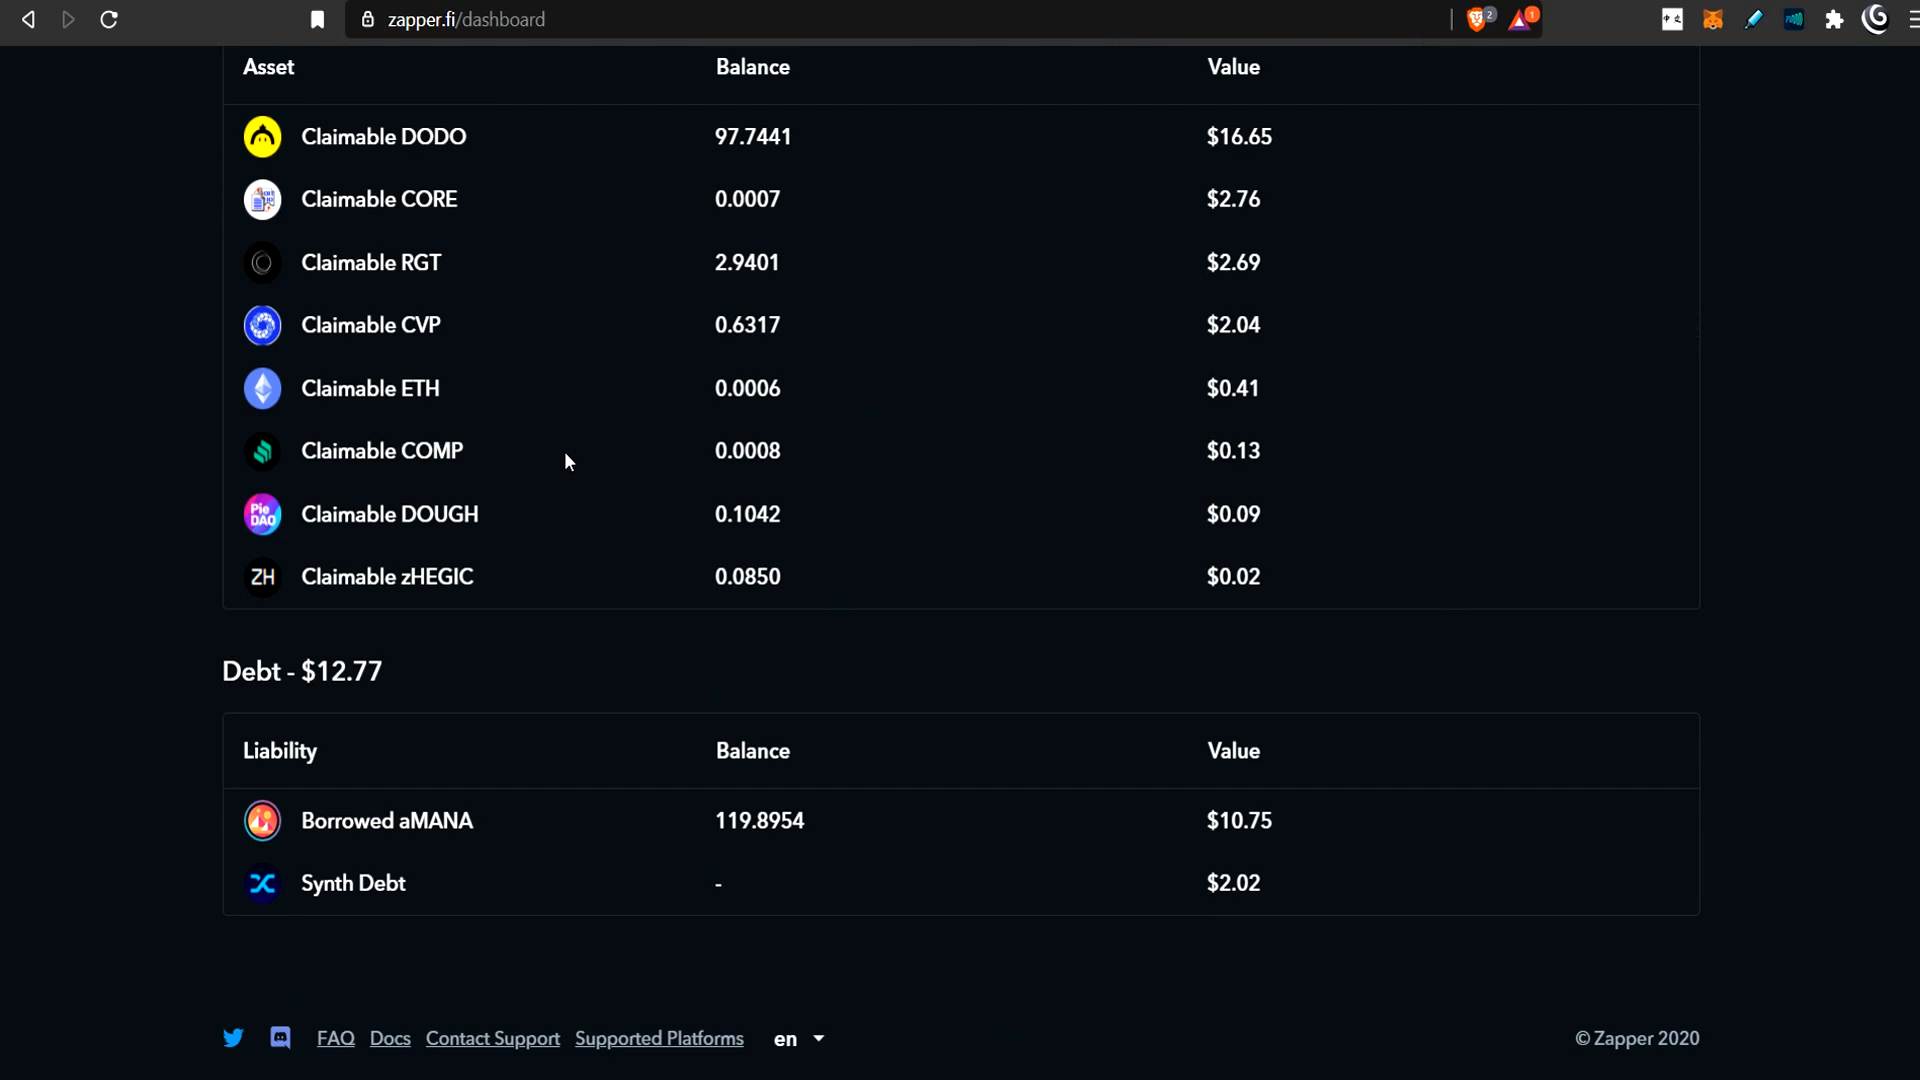 zapper.fi/dashboard
2
1
Asset Balance Value
Claimable DODO 97.7441 $16.65
Claimable CORE 0.0007 $2.76
Claimable RGT 2.9401 $2.69
Claimable CVP 0.6317 $2.04
Claimable ETH 0.0006 $0.41
Claimable COMP 0.0008 $0.13
Pie DAO Claimable DOUGH 0.1042 $0.09
ZH Claimable zHEGIC 0.0850 $0.02
Debt - $12.77
Liability Balance Value
Borrowed aMANA 119.8954 $10.75
Synth Debt - $2.02
FAQ Docs Contact Support Supported Platforms en © Zapper 2020